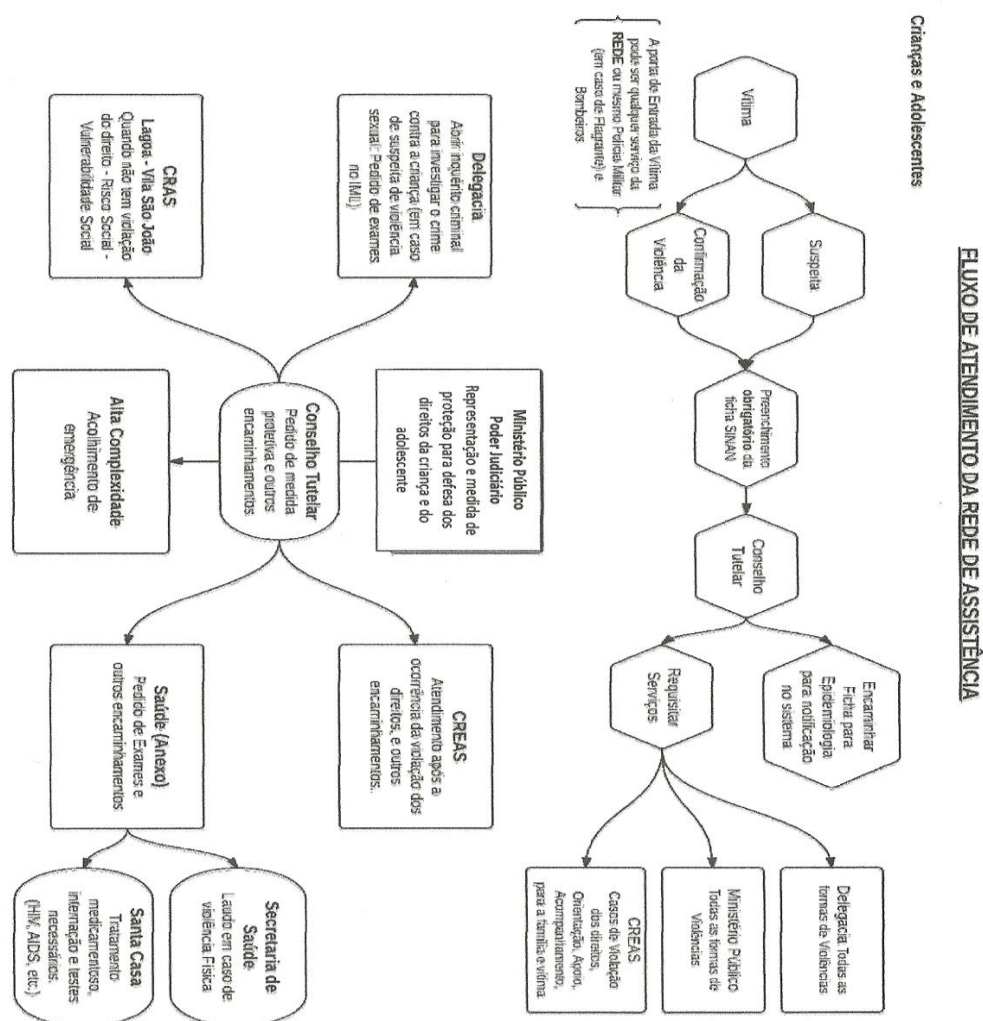 FLUXO DE ATENDIMENTO DA REDE DE ASSISTÊNCIA
Crianças e Adolescentes
Vítima
A porta de Entrada da Vítima
pode ser qualquer serviço da
REDE ou mesmo Polícia Militar
(em caso de Flagrante) e
Bombeiros
Suspeita
Confirmação
da
Violência
Preenchimento
obrigatório da
ficha SINAN
Conselho
Tutelar
Encaminhar
Ficha para
Epidemiologia
para notificação
no sistema
Requisitar
Serviços
Delegacia Todas as
formas de Violências
Ministério Público
Todas as formas de
Violências
CREAS
Casos de Violação
dos direitos,
Orientação, Apoio,
Acompanhamento,
para a família e vítima
Ministério Público
Poder Judiciário
Representação e medida de
proteção para defesa dos
direitos da criança e do
adolescente
Delegacia
Abrir inquérito criminal
para investigar o crime
contra a criança (em caso
de suspeita de violência
sexual: Pedido de exames
no IML)
CREAS
Atendimento após a
ocorrência da violação dos
direitos, e outros
encaminhamentos.
Conselho Tutelar
Pedido de medida
protetiva e outros
encaminhamentos
CRAS
Lagoa - Vila São João
Quando não tem violação
do direito - Risco Social -
Vulnerabilidade Social
Alta Complexidade
Acolhimento de
emergência
Saúde (Anexo)
Pedido de Exames e
outros encaminhamentos
Secretaria de
Saúde
Laudo em caso de
violência Física
Santa Casa
Tratamento
medicamentoso,
internação e testes
necessários.
(HIV, AIDS, etc.)